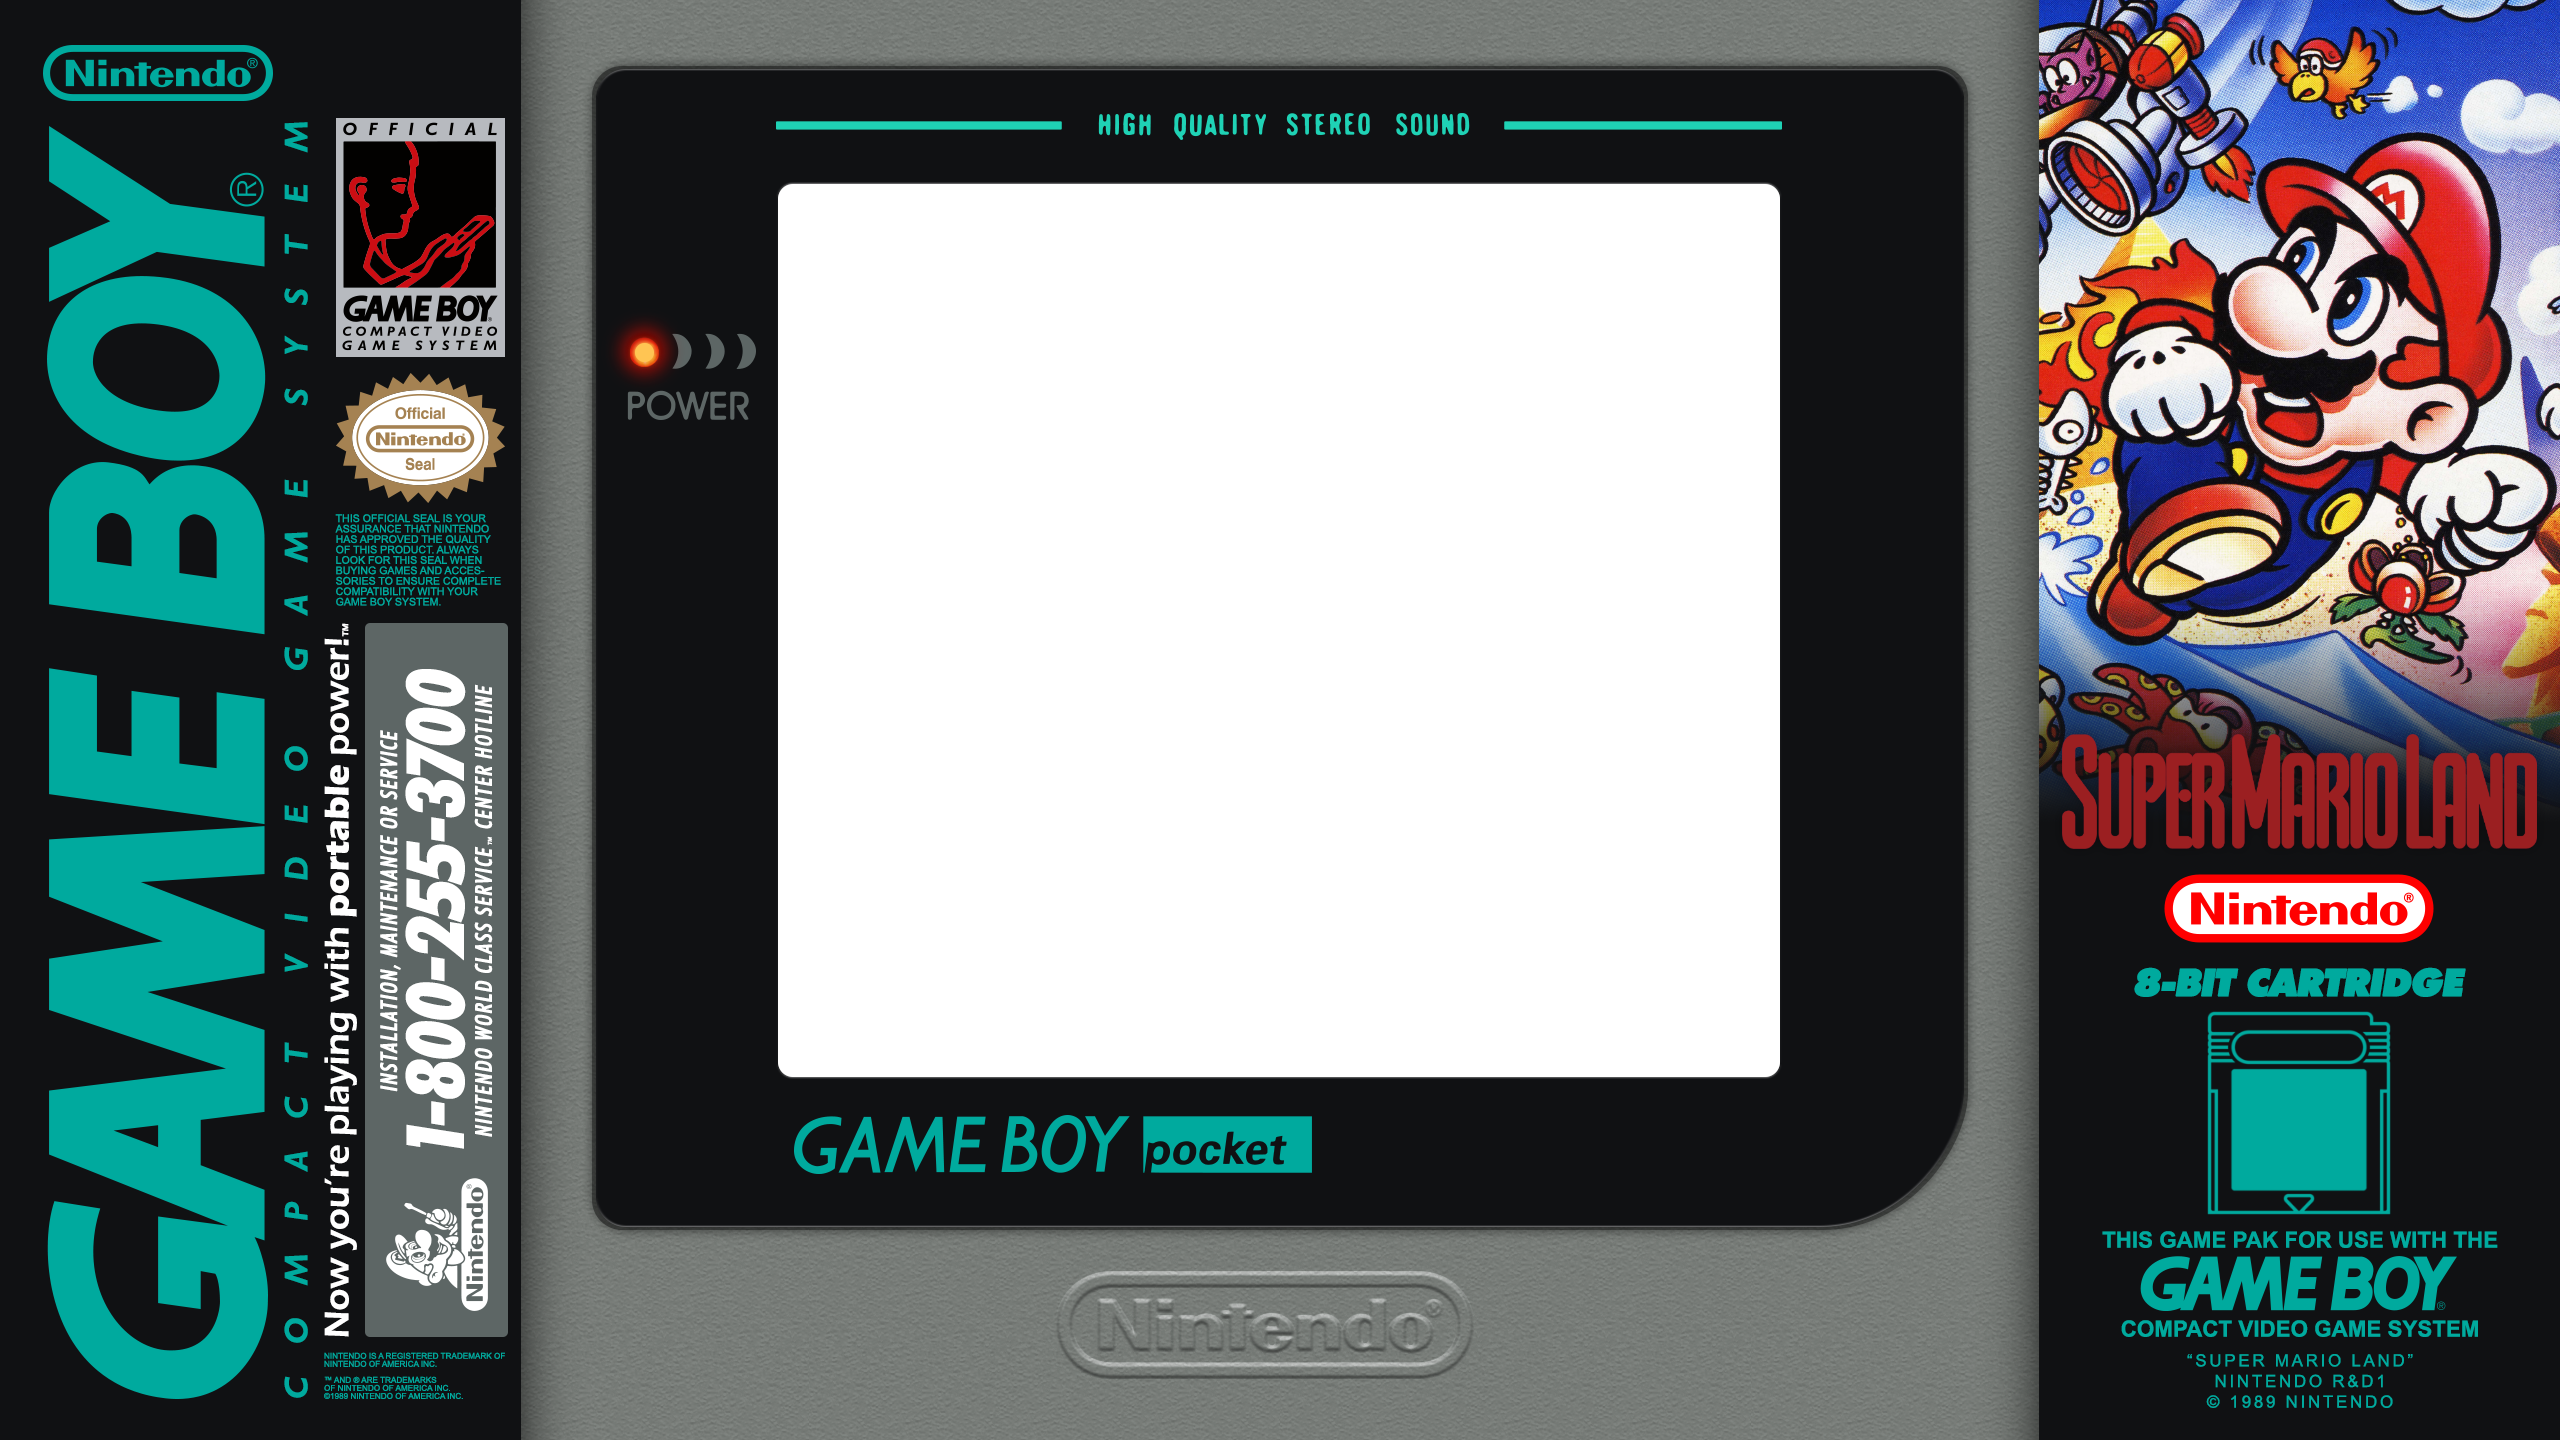 Nintendo®
GAME BOY®
COMPACT VIDEO GAME SYSTEM
OFFICIAL
GAME BOY
COMPACT VIDEO
GAME SYSTEM
Official
Nintendo
Seal
THIS OFFICIAL SEAL IS YOUR
ASSURANCE THAT NINTENDO
HAS APPROVED THE QUALITY
OF THIS PRODUCT. ALWAYS
LOOK FOR THIS SEAL WHEN
BUYING GAMES AND ACCES-
SORIES TO ENSURE COMPLETE
COMPATIBILITY WITH YOUR
GAME BOY SYSTEM.
Now you're playing with portable power!™
INSTALLATION, MAINTENANCE OR SERVICE
1-800-255-3700
NINTENDO WORLD CLASS SERVICE™ CENTER HOTLINE
Nintendo®
NINTENDO IS A REGISTERED TRADEMARK OF
NINTENDO OF AMERICA INC.
™ AND ® ARE TRADEMARKS
OF NINTENDO OF AMERICA INC.
©1989 NINTENDO OF AMERICA INC.
HIGH QUALITY STEREO SOUND
POWER
GAME BOY pocket
Nintendo®
M
6
SUPER MARIO LAND
Nintendo®
8-BIT CARTRIDGE
THIS GAME PAK FOR USE WITH THE
GAME BOY®
COMPACT VIDEO GAME SYSTEM
“SUPER MARIO LAND”
NINTENDO R&D1
© 1989 NINTENDO